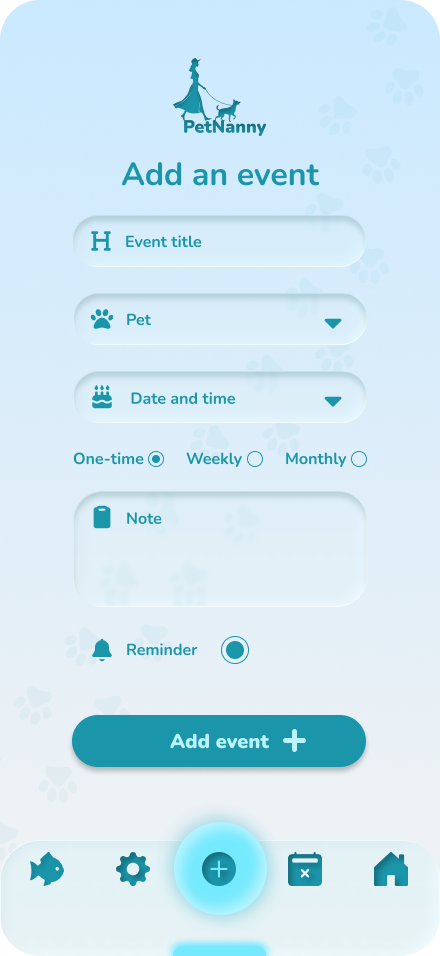 PetNanny
Add an event
Event title
Pet
Date and time
One-time Weekly Monthly
Note
Reminder
Add event